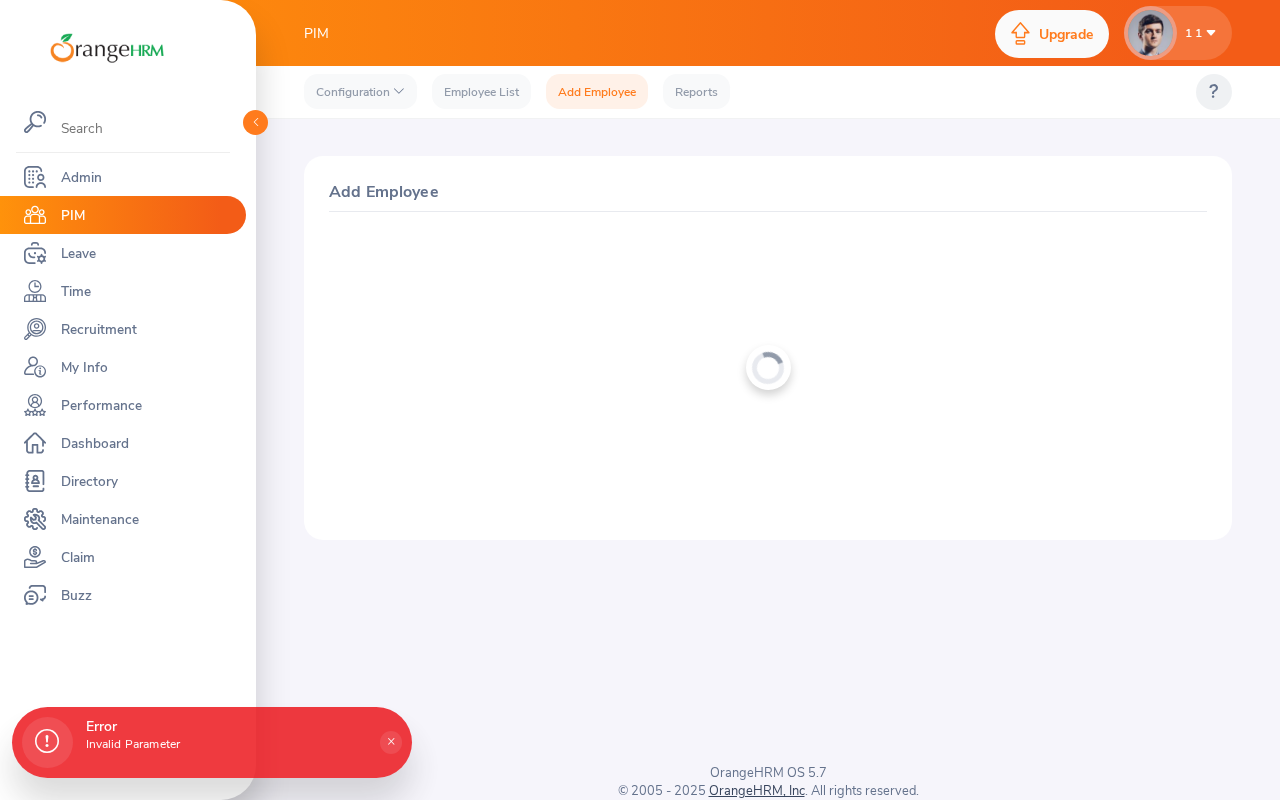 OrangeHRM
PIM
Upgrade
1 1
Configuration
Employee List
Add Employee
Reports
?
Search
Admin
PIM
Leave
Time
Recruitment
My Info
Performance
Dashboard
Directory
Maintenance
Claim
Buzz
Add Employee
Error
Invalid Parameter
×
OrangeHRM OS 5.7
© 2005 - 2025 OrangeHRM, Inc. All rights reserved.